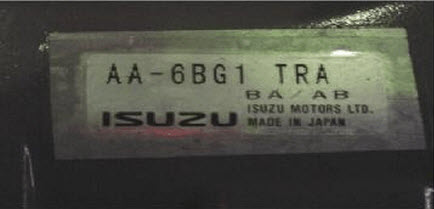 AA-6BG1 TRA
BA/AB
ISUZU ISUZU MOTORS LTD.
MADE IN JAPAN